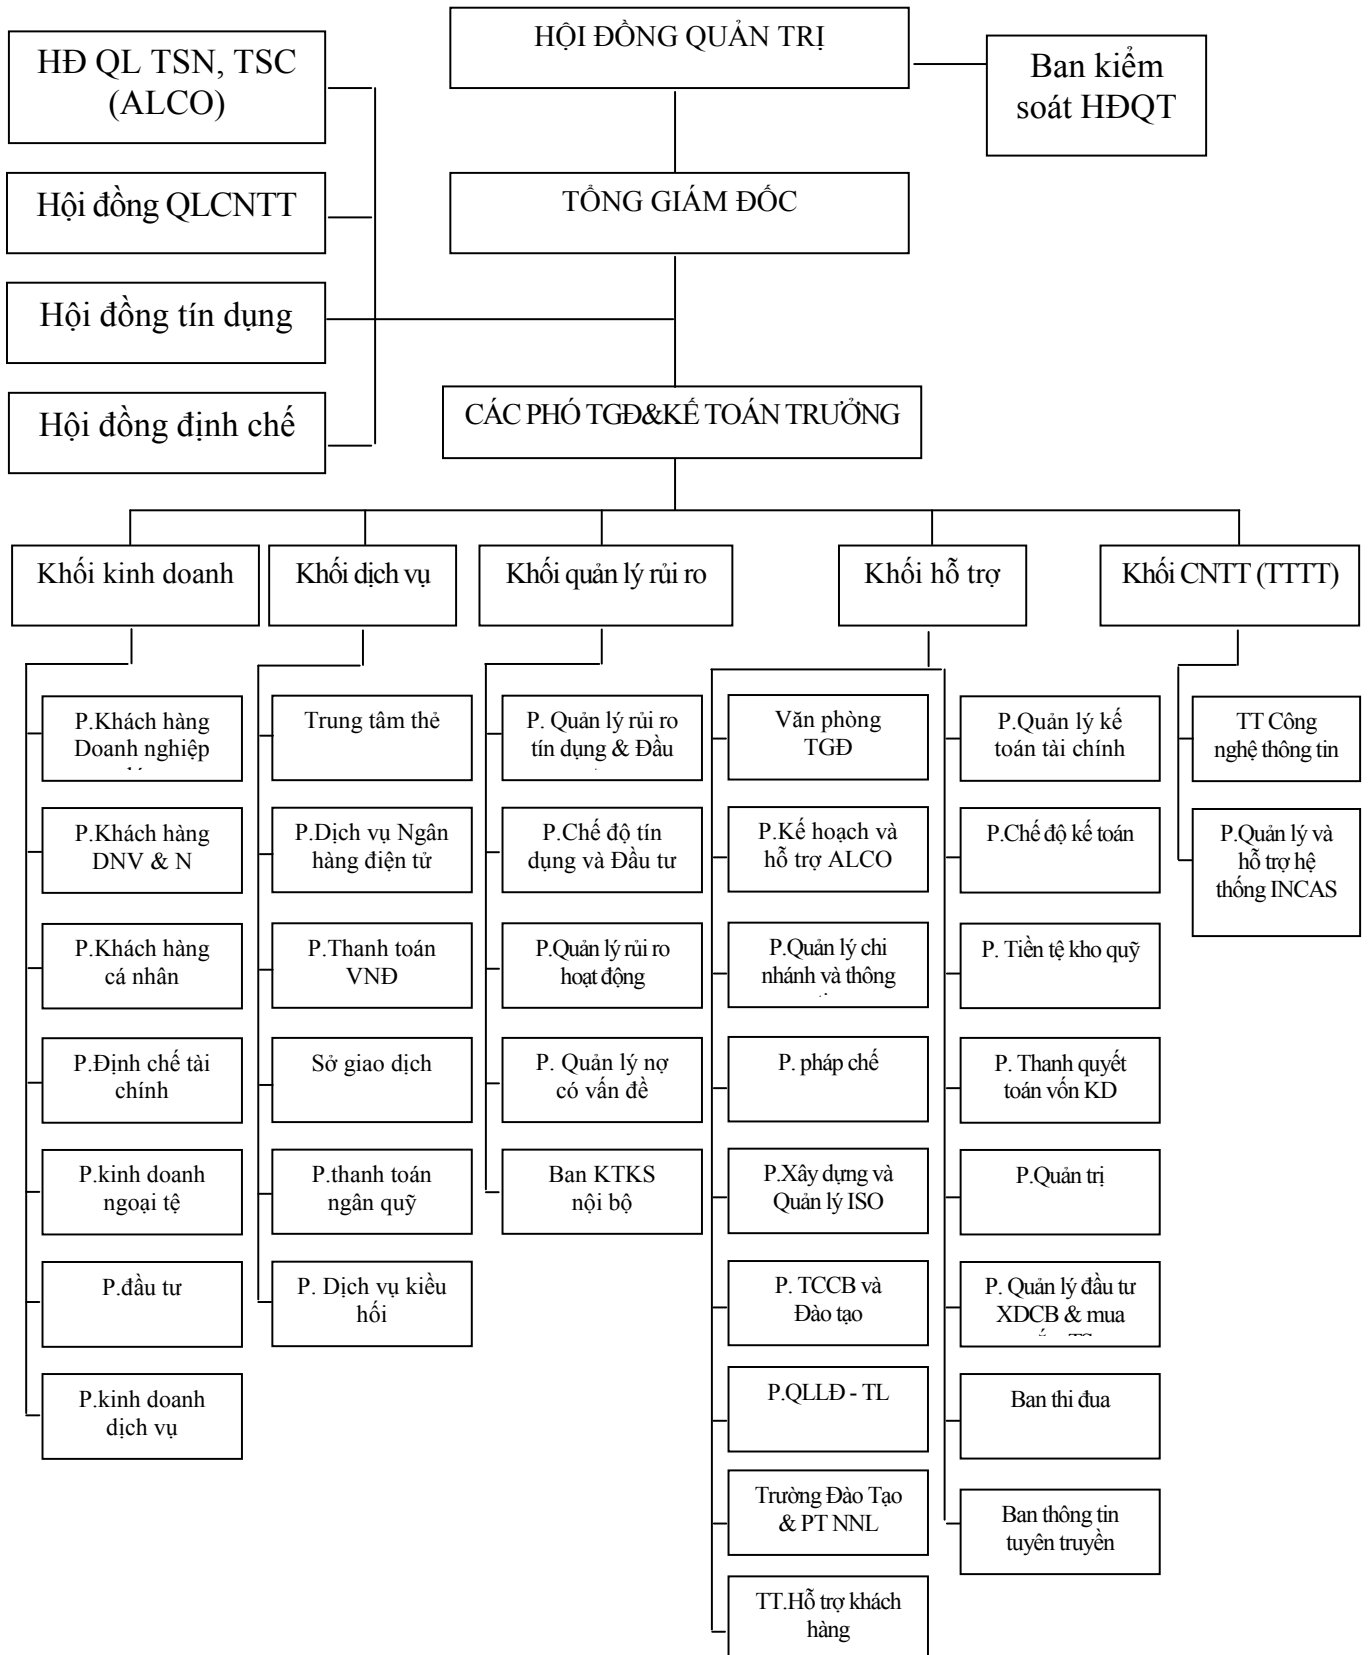 HỘI ĐỒNG QUẢN TRỊ
HĐ QL TSN, TSC
(ALCO)
Ban kiểm
soát HĐQT
Hội đồng QLCNTT
TỔNG GIÁM ĐỐC
Hội đồng tín dụng
Hội đồng định chế
CÁC PHÓ TGĐ&KẾ TOÁN TRƯỞNG
Khối kinh doanh
Khối dịch vụ
Khối quản lý rủi ro
Khối hỗ trợ
Khối CNTT (TTTT)
P.Khách hàng
Doanh nghiệp
P.Khách hàng
DNV & N
P.Khách hàng
cá nhân
P.Định chế tài
chính
P.kinh doanh
ngoại tệ
P.đầu tư
P.kinh doanh
dịch vụ
Trung tâm thẻ
P.Dịch vụ Ngân
hàng điện tử
P.Thanh toán
VNĐ
Sở giao dịch
P.thanh toán
ngân quỹ
P. Dịch vụ kiều
hối
P. Quản lý rủi ro
tín dụng & Đầu
P.Chế độ tín
dụng và Đầu tư
P.Quản lý rủi ro
hoạt động
P. Quản lý nợ
có vấn đề
Ban KTKS
nội bộ
Văn phòng
TGĐ
P.Kế hoạch và
hỗ trợ ALCO
P.Quản lý chi
nhánh và thông
P. pháp chế
P.Xây dựng và
Quản lý ISO
P. TCCB và
Đào tạo
P.QLLĐ - TL
Trường Đào Tạo
& PT NNL
TT.Hỗ trợ khách
hàng
P.Quản lý kế
toán tài chính
P.Chế độ kế toán
P. Tiền tệ kho quỹ
P. Thanh quyết
toán vốn KD
P.Quản trị
P. Quản lý đầu tư
XDCB & mua
Ban thi đua
Ban thông tin
tuyên truyền
TT Công
nghệ thông tin
P.Quản lý và
hỗ trợ hệ
thống INCAS